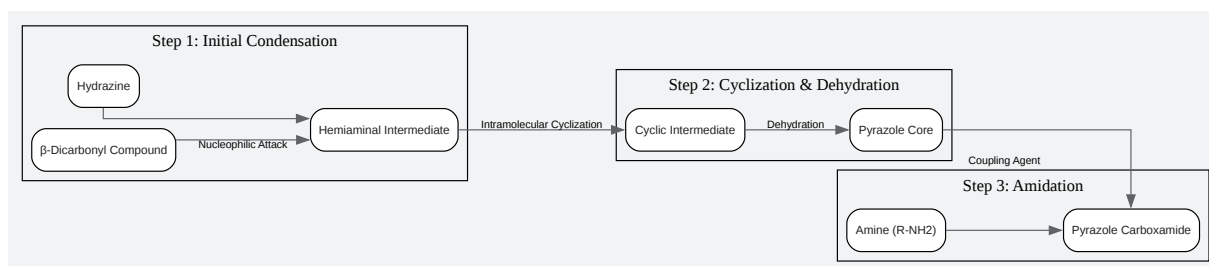 Step 1: Initial Condensation
Hydrazine
β-Dicarbonyl Compound
Nucleophilic Attack
Hemiaminal Intermediate
Intramolecular Cyclization
Step 2: Cyclization & Dehydration
Cyclic Intermediate
Dehydration
Pyrazole Core
Coupling Agent
Step 3: Amidation
Amine (R-NH2)
Pyrazole Carboxamide